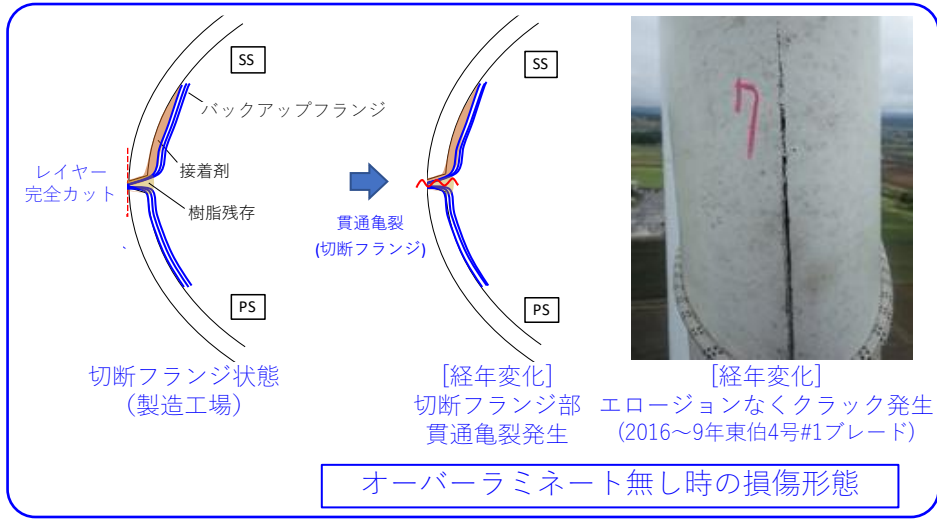 SS
バックアップフランジ
レイヤー
完全カット
接着剤
樹脂残存
PS
切断フランジ状態
(製造工場)
SS
貫通亀裂
(切断フランジ)
PS
[経年変化]
切断フランジ部
貫通亀裂発生
7
[経年変化]
エロージョンなくクラック発生
(2016～9年東伯4号#1ブレード)
オーバーラミネート無し時の損傷形態